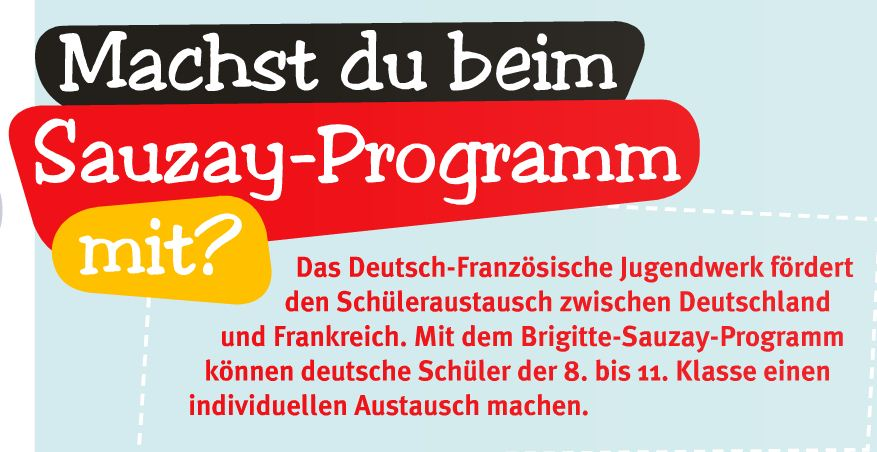 Machst du beim
Sauzay-Programm
mit?
Das Deutsch-Französische Jugendwerk fördert
den Schüleraustausch zwischen Deutschland
und Frankreich. Mit dem Brigitte-Sauzay-Programm
können deutsche Schüler der 8. bis 11. Klasse einen
individuellen Austausch machen.